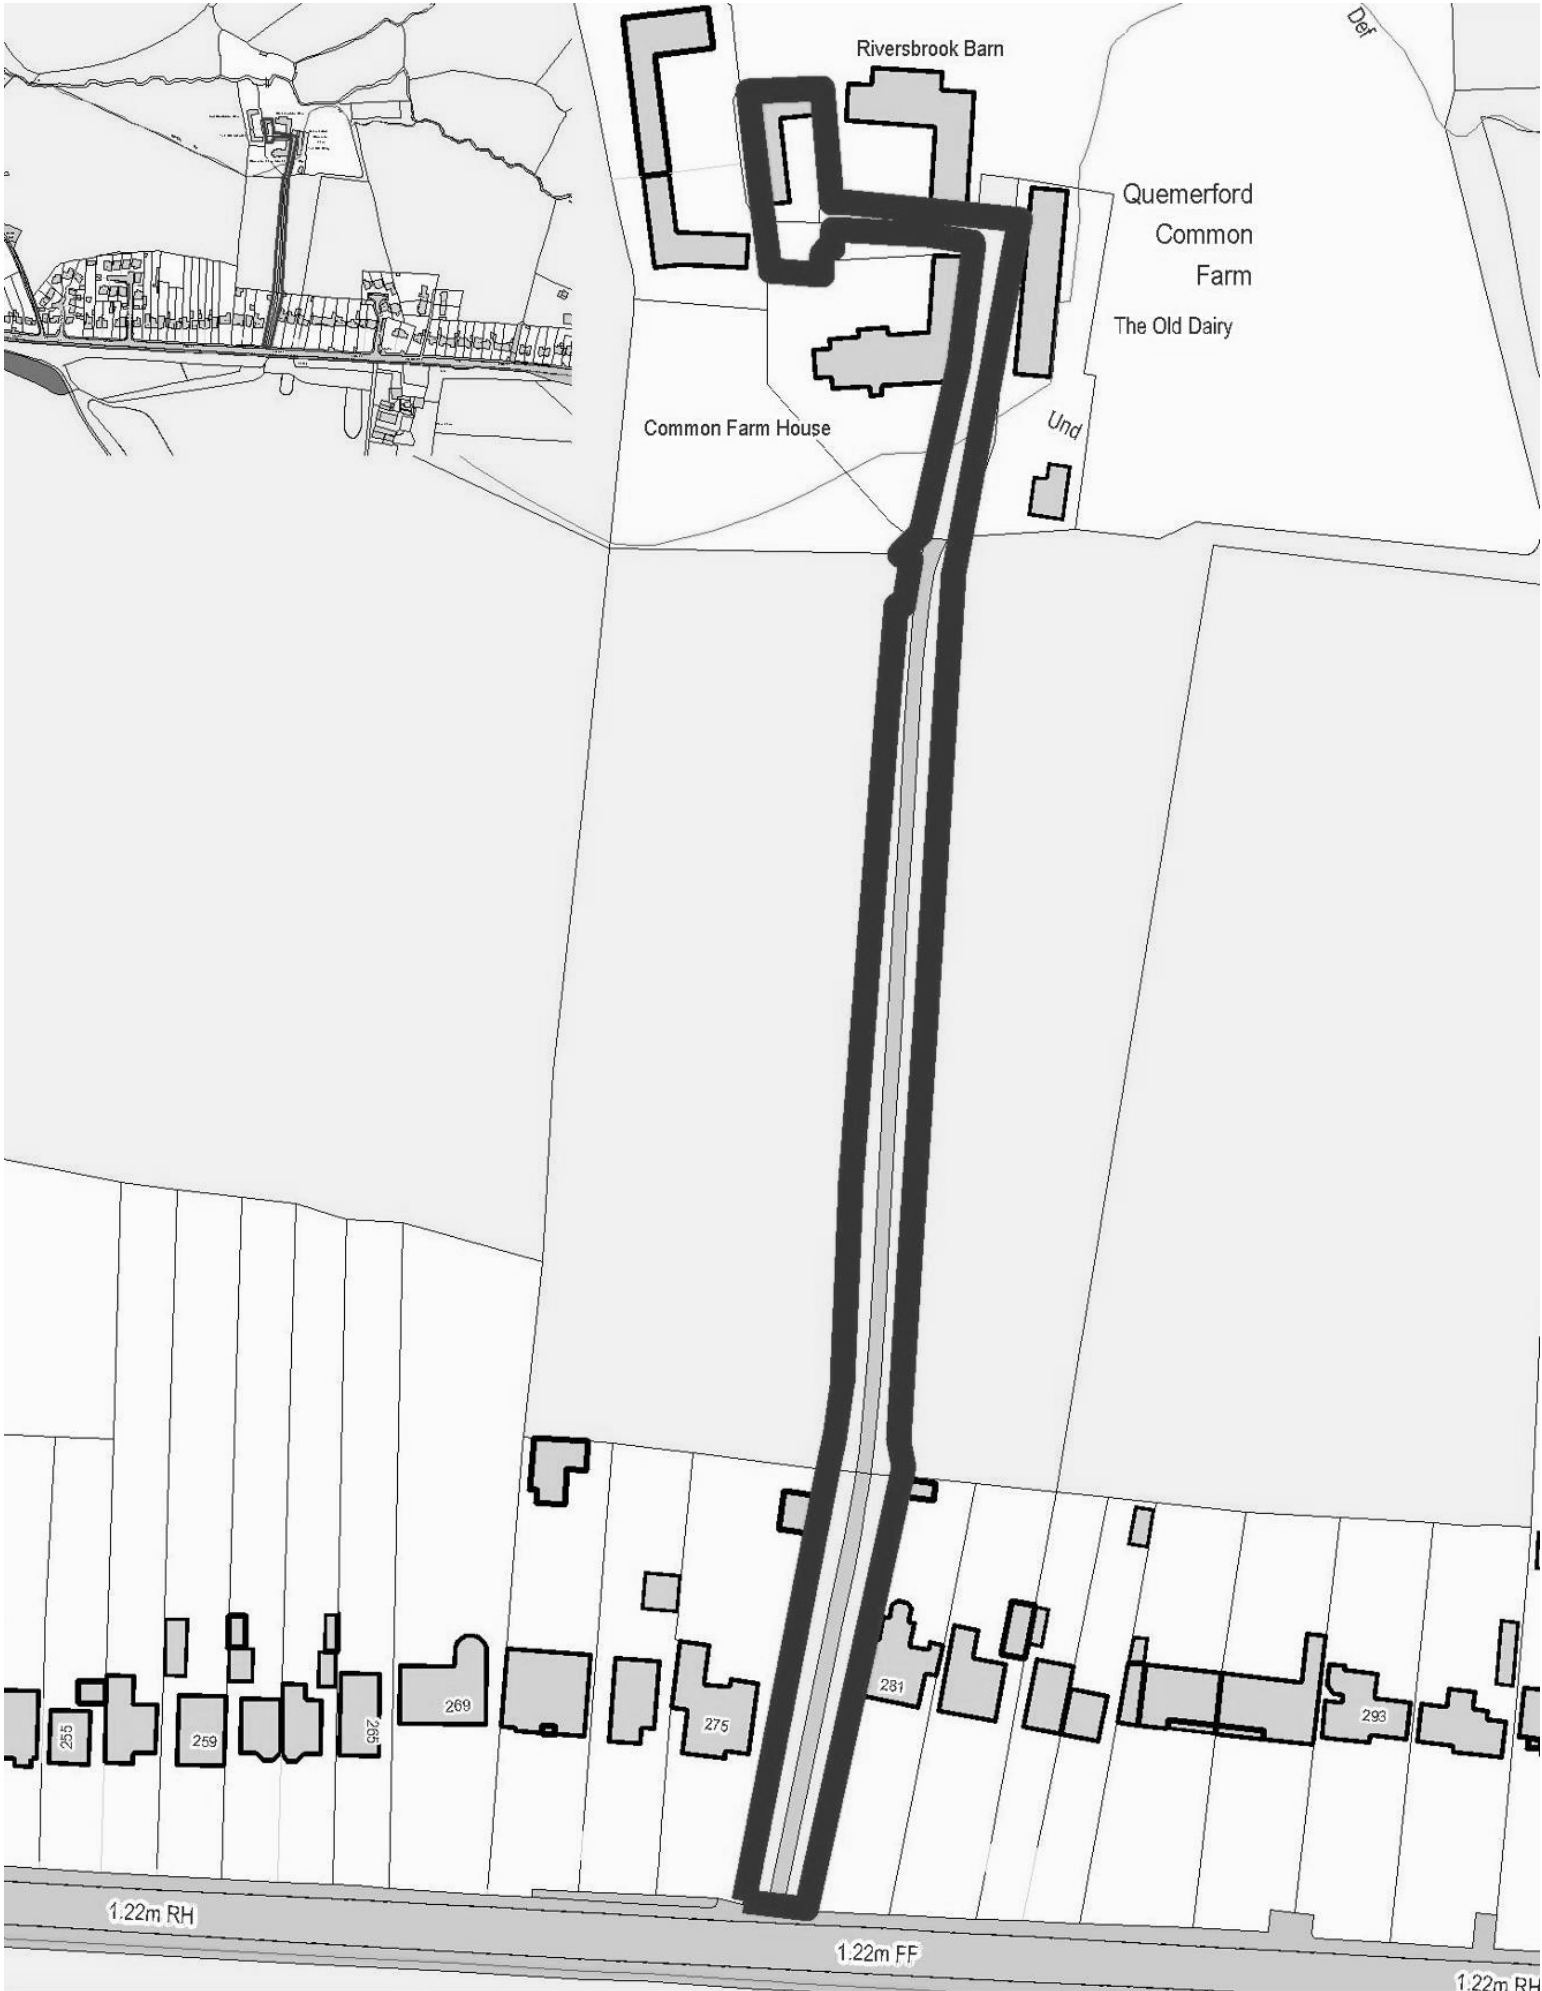 Def
Riversbrook Barn
Quemerford
Common
Farm
The Old Dairy
Und
Common Farm House
255
259
265
269
275
281
293
1.22m RH
1.22m FF
1.22m RH